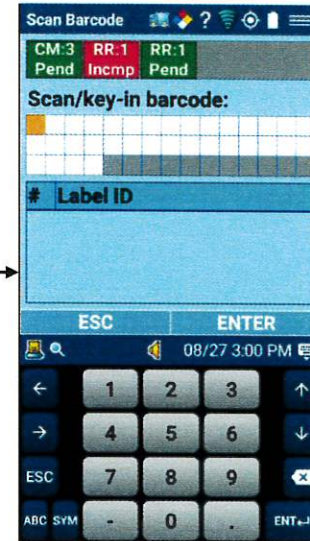 Scan Barcode ?
CM:3 RR:1 RR:1
Pend Incmp Pend
Scan/key-in barcode:
# Label ID
ESC ENTER
08/27 3:00 PM
← 1 2 3 ↑
→ 4 5 6 ↓
ESC 7 8 9
ABC SYM - 0 . ENT↵